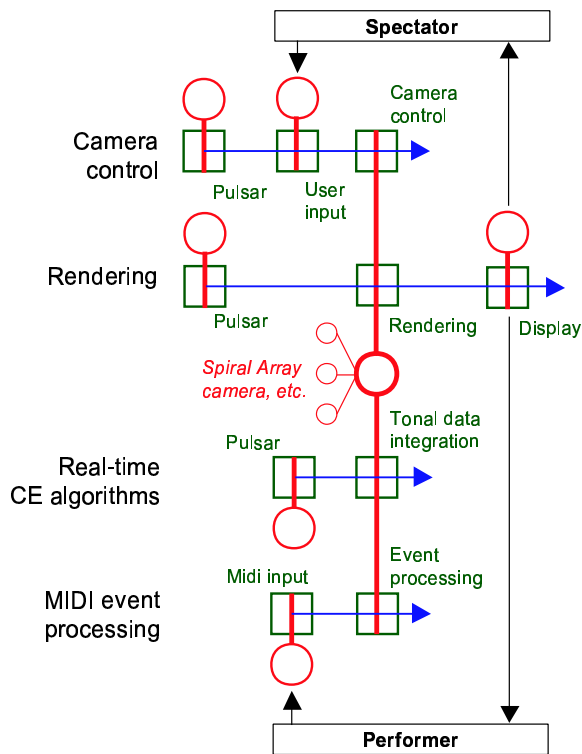 Spectator
Camera
control
Camera
control
Pulsar
User
input
Rendering
Pulsar
Rendering
Display
Spiral Array
camera, etc.
Tonal data
integration
Pulsar
Real-time
CE algorithms
Event
processing
Midi input
MIDI event
processing
Performer